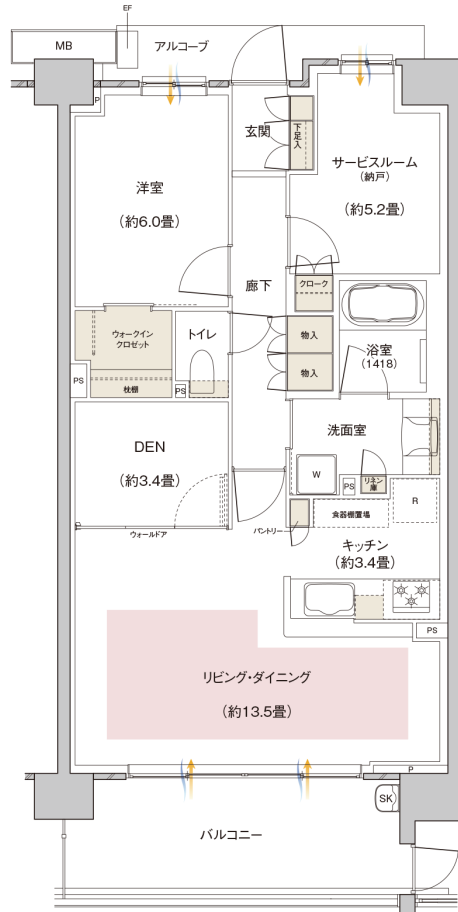 EF
MB
アルコーブ
P
玄関
下足入
サービスルーム
(納戸)
(約5.2畳)
洋室
(約6.0畳)
廊下
クローク
ウォークイン
クロゼット
トイレ
物入
浴室
(1418)
物入
PS
枕棚
PS
洗面室
DEN
(約3.4畳)
W
PS
リネン
庫
R
食器棚置場
パントリー
ウォールドア
キッチン
(約3.4畳)
PS
リビング・ダイニング
(約13.5畳)
P
SK
バルコニー